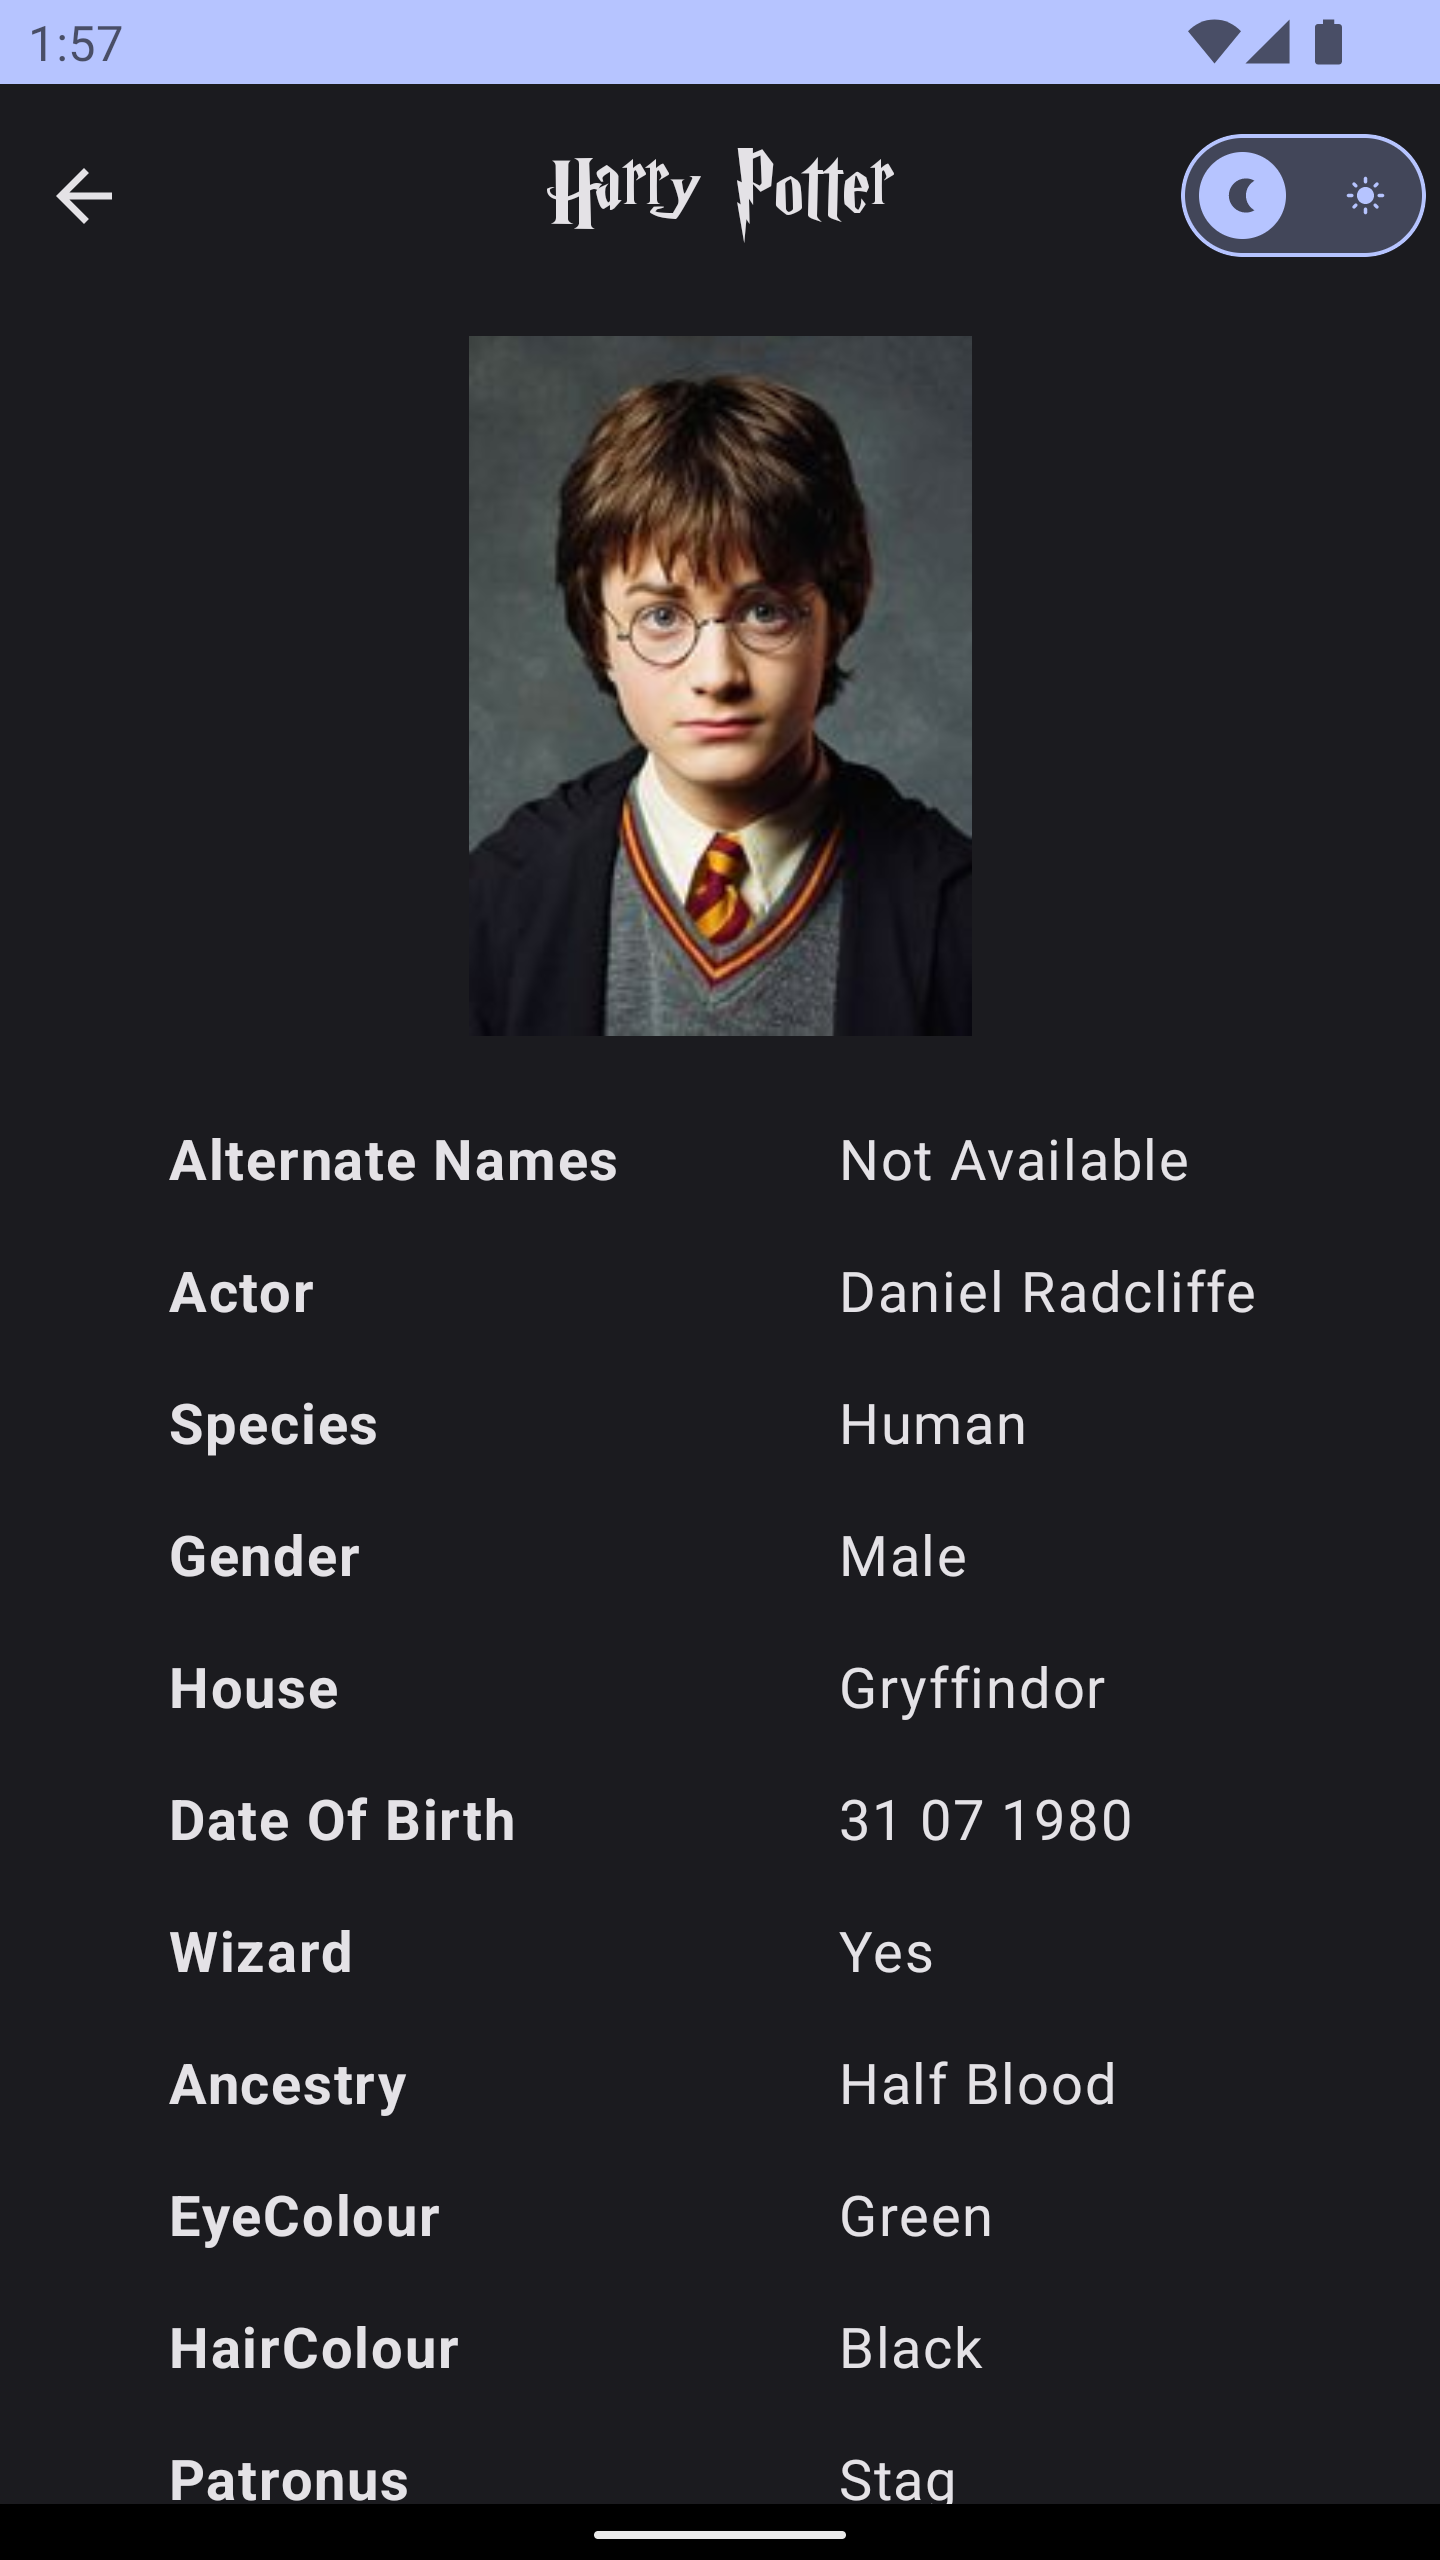 1:57
Harry Potter
Alternate Names Not Available
Actor Daniel Radcliffe
Species Human
Gender Male
House Gryffindor
Date Of Birth 31 07 1980
Wizard Yes
Ancestry Half Blood
EyeColour Green
HairColour Black
Patronus Stag